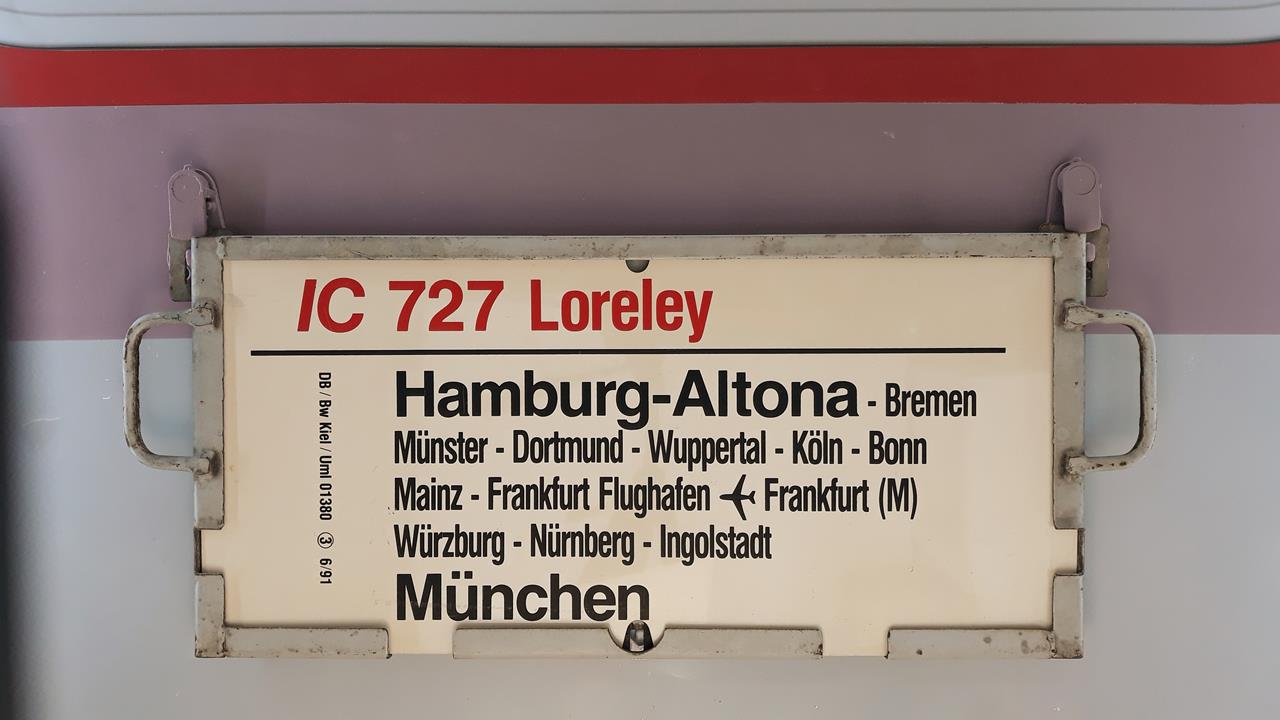 IC 727 Loreley
Hamburg-Altona - Bremen
Münster - Dortmund - Wuppertal - Köln - Bonn
Mainz - Frankfurt Flughafen ✈ Frankfurt (M)
Würzburg - Nürnberg - Ingolstadt
München
DB / Bw Kiel / Uml 01380 ③ 6/91